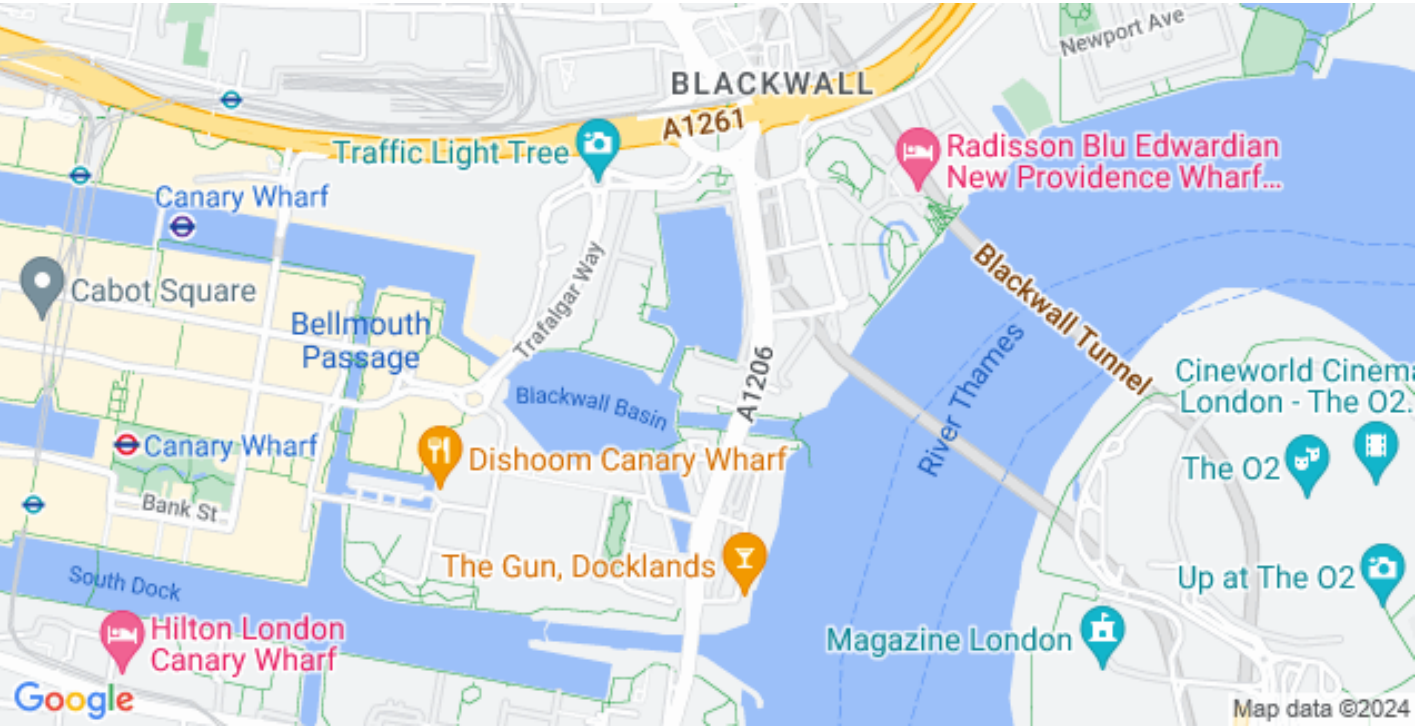 Newport Ave
BLACKWALL
A1261
Traffic Light Tree
Radisson Blu Edwardian
New Providence Wharf...
Canary Wharf
Cabot Square
Trafalgar Way
Blackwall Tunnel
Bellmouth
Passage
River Thames
A1206
Blackwall Basin
Cineworld Cinema
London - The O2.
Canary Wharf
Dishoom Canary Wharf
The O2
Bank St
The Gun, Docklands
South Dock
Up at The O2
Hilton London
Canary Wharf
Magazine London
Google
Map data ©2024